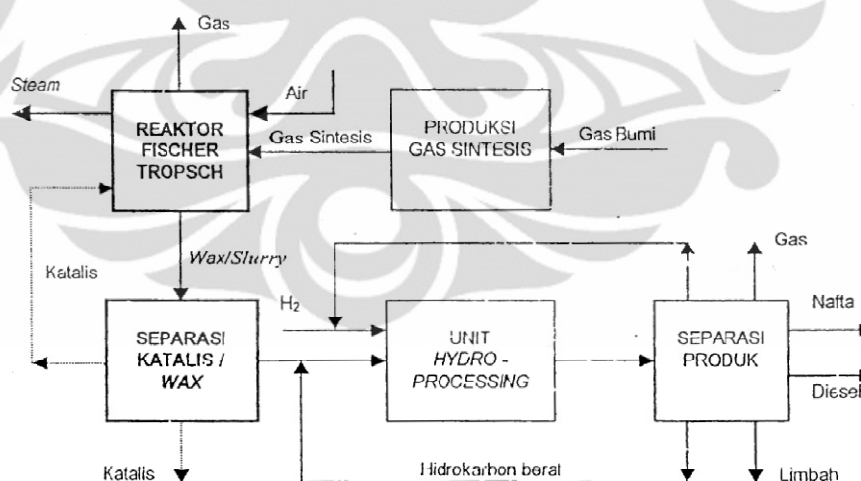 Gas
Steam
Air
REAKTOR
FISCHER
TROPSCH
Gas Sintesis
PRODUKSI
GAS SINTESIS
Gas Bumi
Katalis
Wax/Slurry
H2
Gas
SEPARASI
KATALIS /
WAX
UNIT
HYDRO -
PROCESSING
SEPARASI
PRODUK
Nafta
Diesel
Katalis
Hidrokarbon berat
Limbah